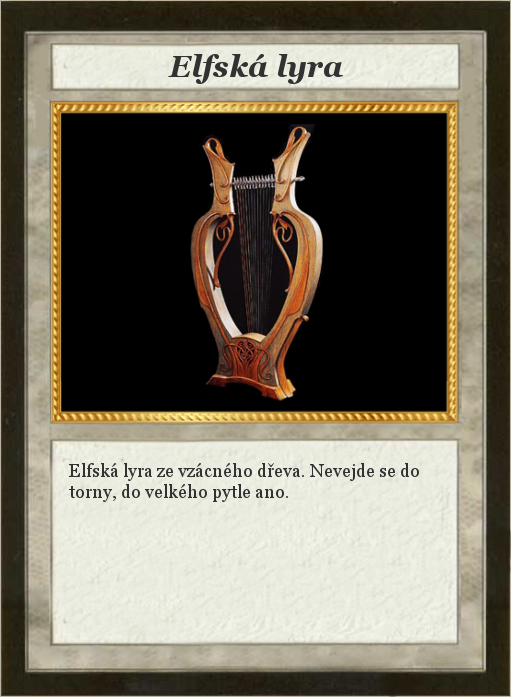 Elfská lyra
Elfská lyra ze vzácného dřeva. Nevejde se do
torny, do velkého pytle ano.